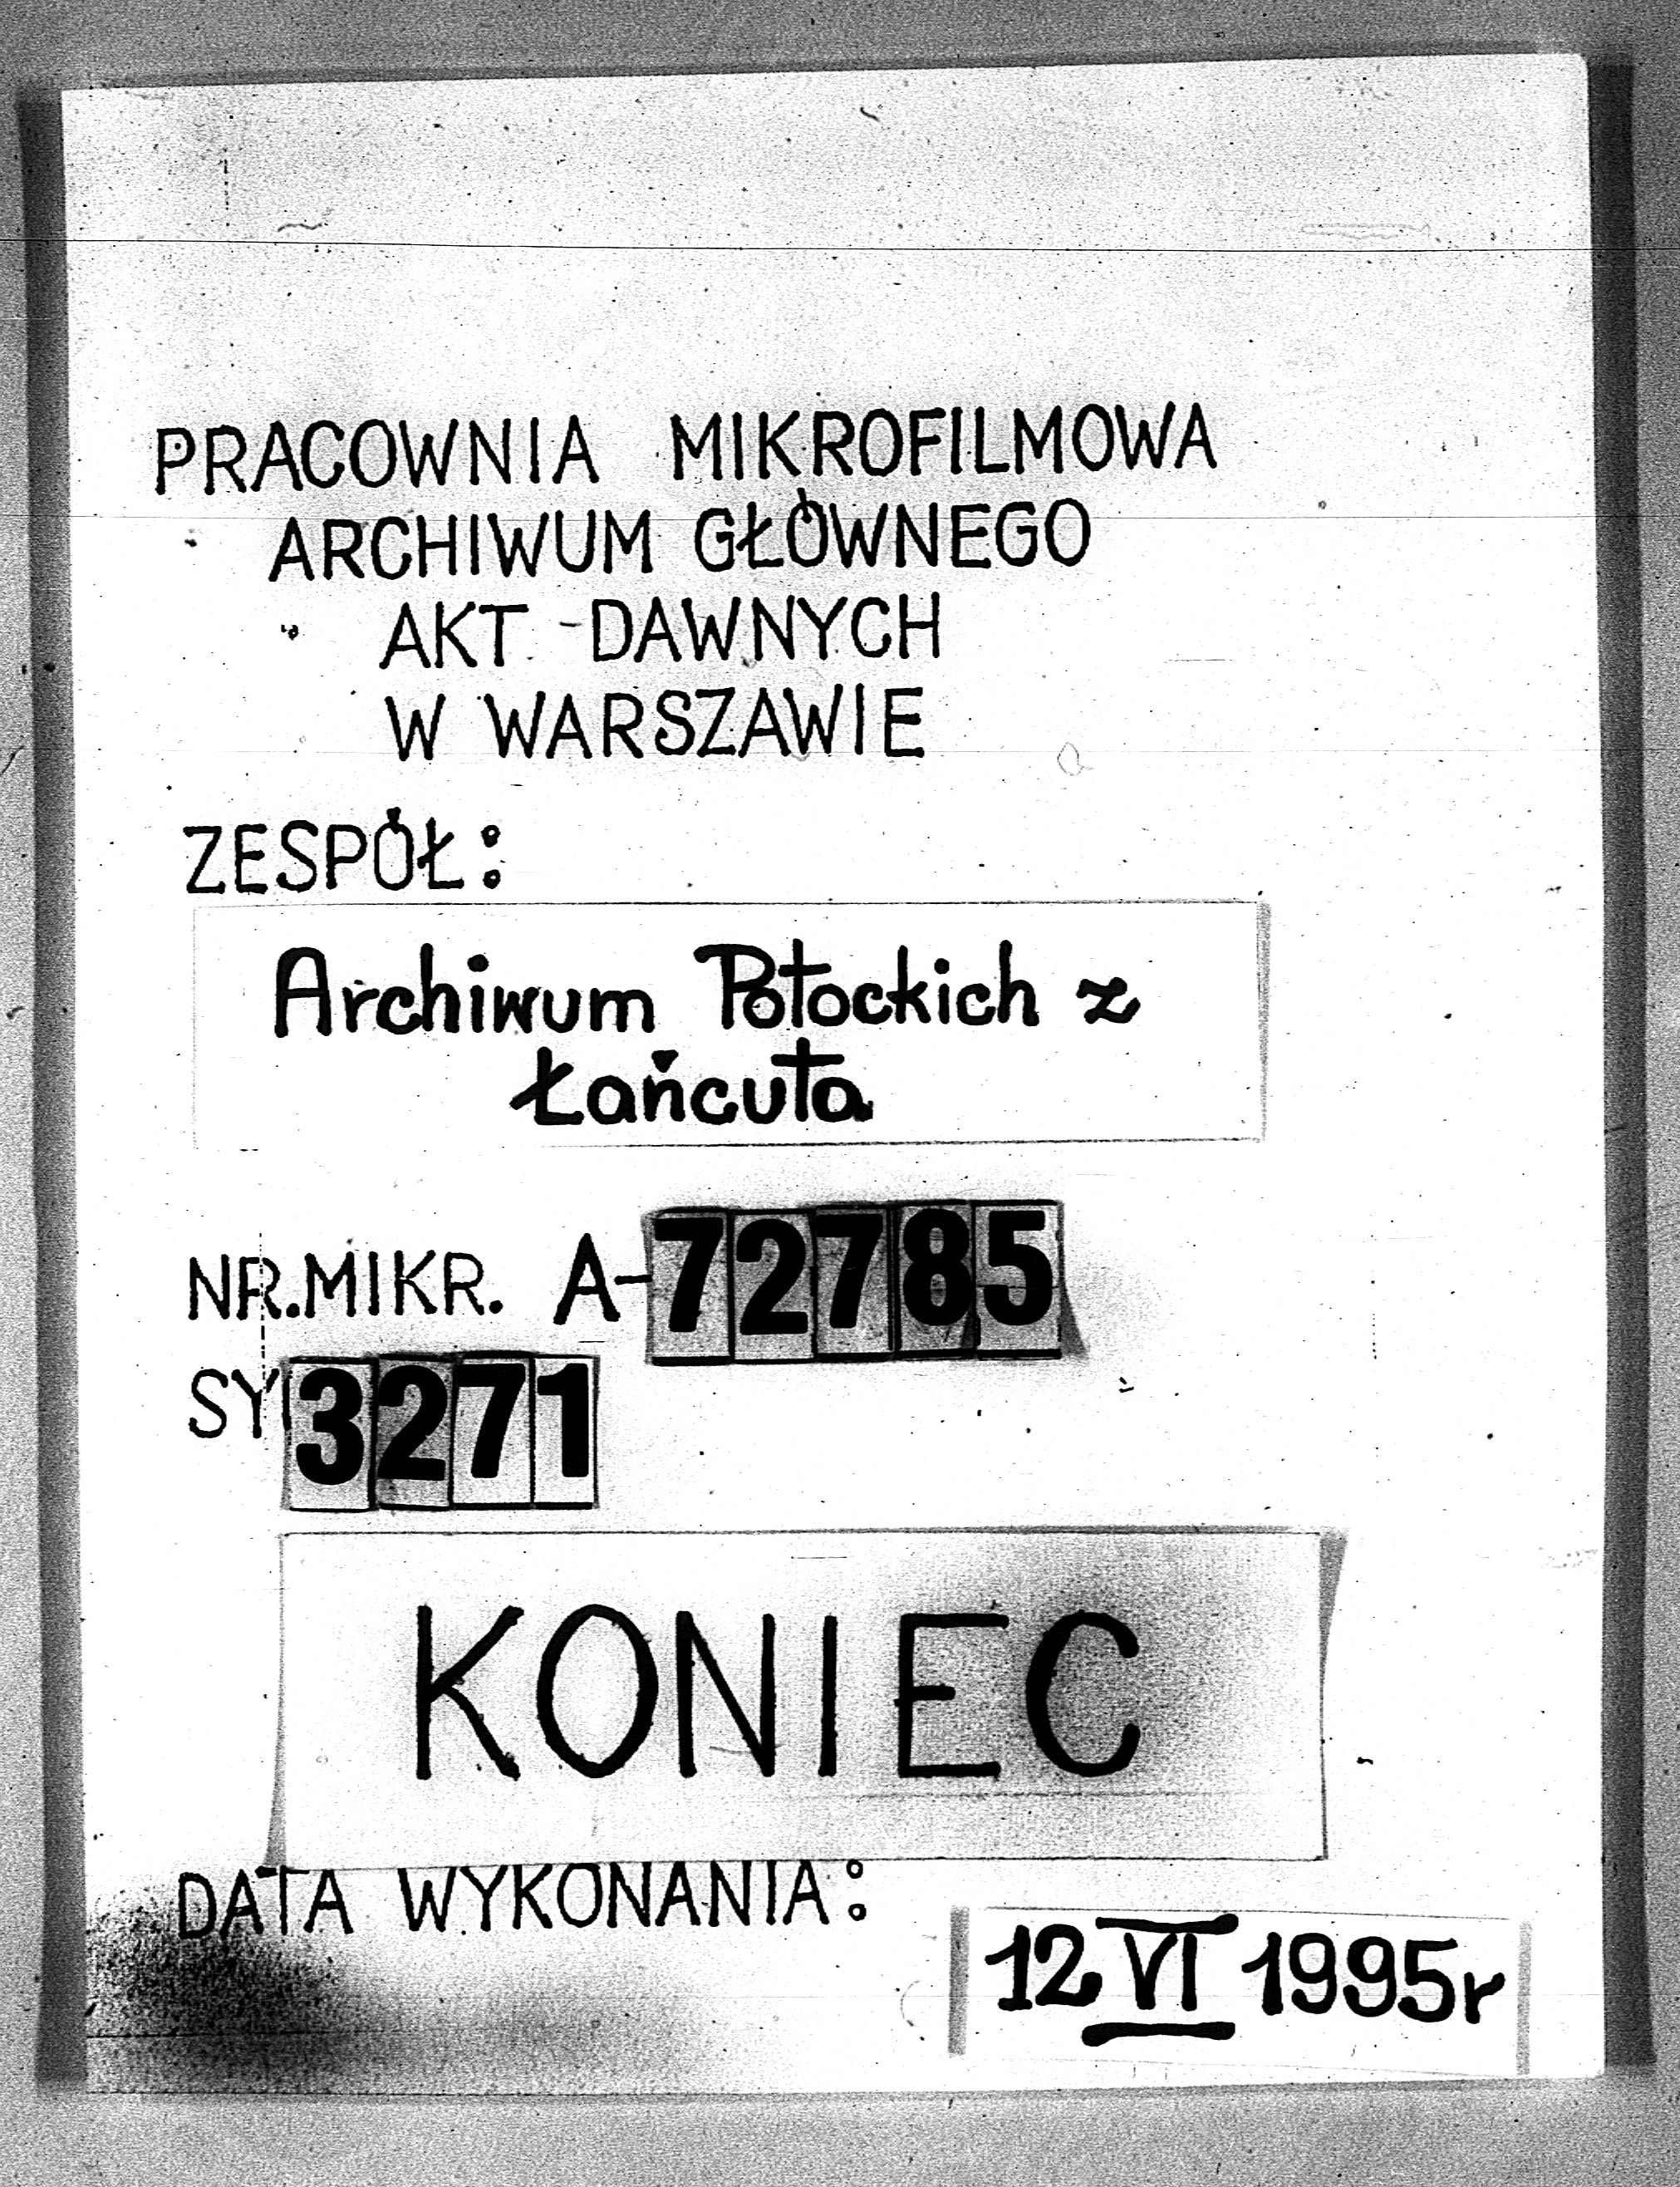 PRACOWNIA MIKROFILMOWA
ARCHIWUM GŁÓWNEGO
AKT DAWNYCH
W WARSZAWIE
ZESPÓŁ:
Archiwum Potockich z
Łańcuta
NR.MIKR. A-72785
SY 3271
KONIEC
DATA WYKONANIA:
12 VI 1995r